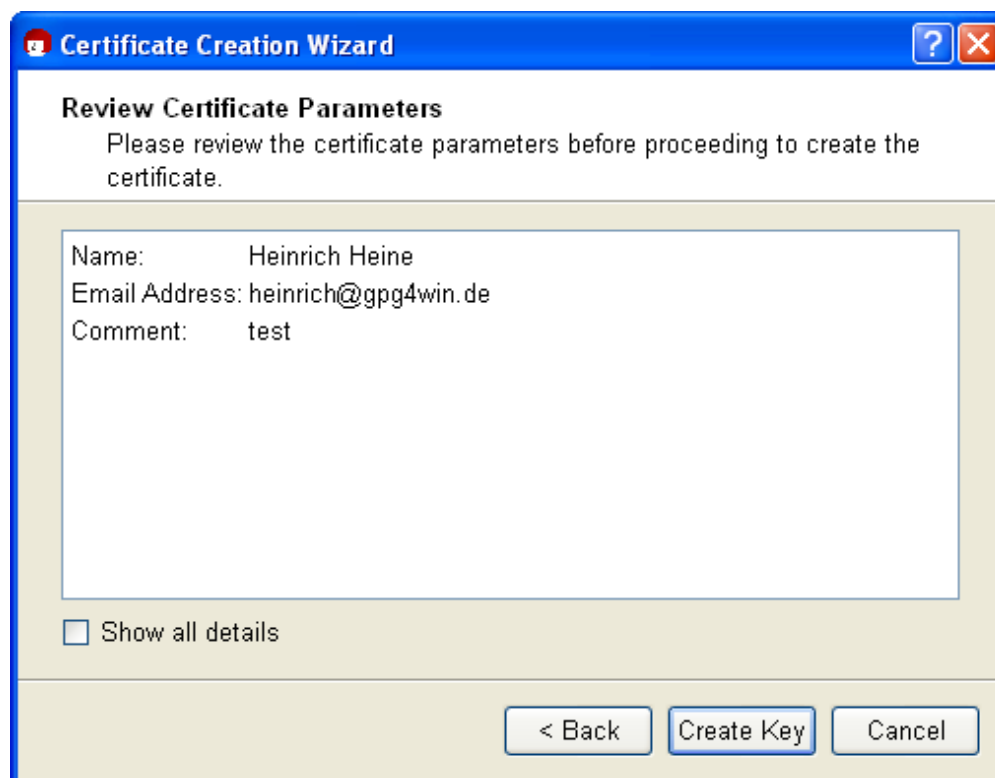 Certificate Creation Wizard
Review Certificate Parameters
Please review the certificate parameters before proceeding to create the
certificate.
Name: Heinrich Heine
Email Address: heinrich@gpg4win.de
Comment: test
Show all details
< Back Create Key Cancel